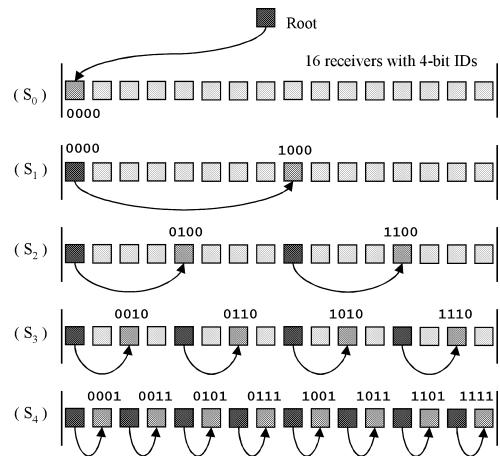 Root
16 receivers with 4-bit IDs
( S0 )
0000
0000 1000
( S1 )
0100 1100
( S2 )
0010 0110 1010 1110
( S3 )
0001 0011 0101 0111 1001 1011 1101 1111
( S4 )